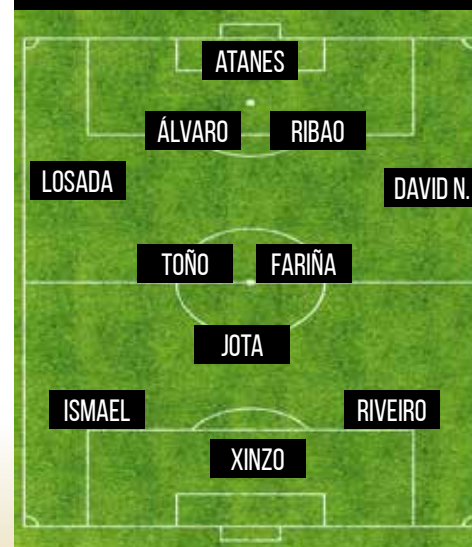 ATANES
ÁLVARO RIBAO
LOSADA DAVID N.
TOÑO FARIÑA
JOTA
ISMAEL RIVEIRO
XINZO